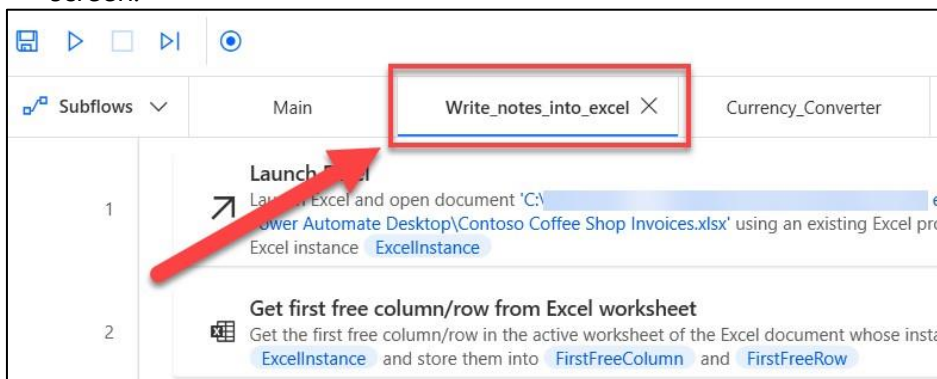 screen.
Subflows
Main
Write_notes_into_excel
Currency_Converter
1
Launch Excel
Launch Excel and open document 'C:\
Power Automate Desktop\Contoso Coffee Shop Invoices.xlsx' using an existing Excel
Excel instance ExcelInstance
2
Get first free column/row from Excel worksheet
Get the first free column/row in the active worksheet of the Excel document whose
ExcelInstance and store them into FirstFreeColumn and FirstFreeRow